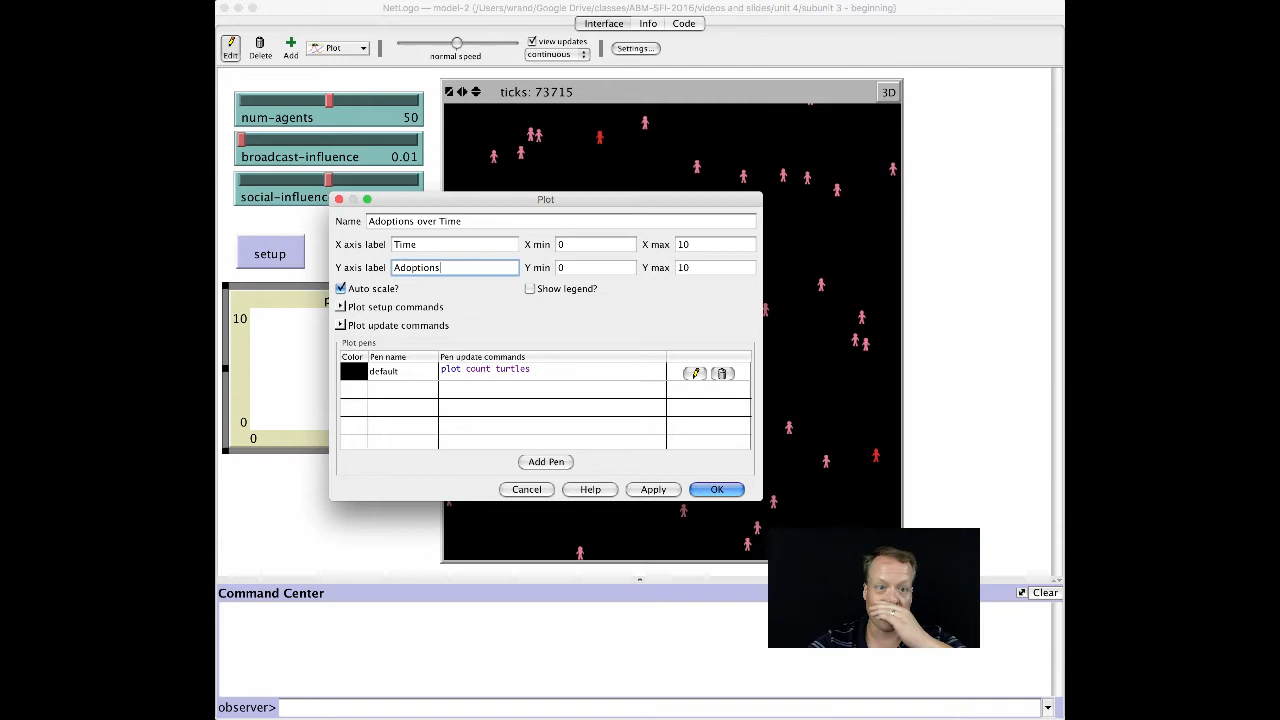 NetLogo — model-2 {/Users/wrand/Google Drive/classes/ABM-SFI-2016/videos and slides/unit 4/subunit 3 - beginning}
Interface Info Code
Edit Delete Add Plot normal speed view updates continuous Settings...
ticks: 73715 3D
num-agents 50
broadcast-influence 0.01
social-influenc
setup
10
0
0
Plot
Name Adoptions over Time
X axis label Time X min 0 X max 10
Y axis label Adoptions Y min 0 Y max 10
Auto scale? Show legend?
Plot setup commands
Plot update commands
Plot pens
Color Pen name Pen update commands
default plot count turtles
Add Pen
Cancel Help Apply OK
Command Center Clear
observer>